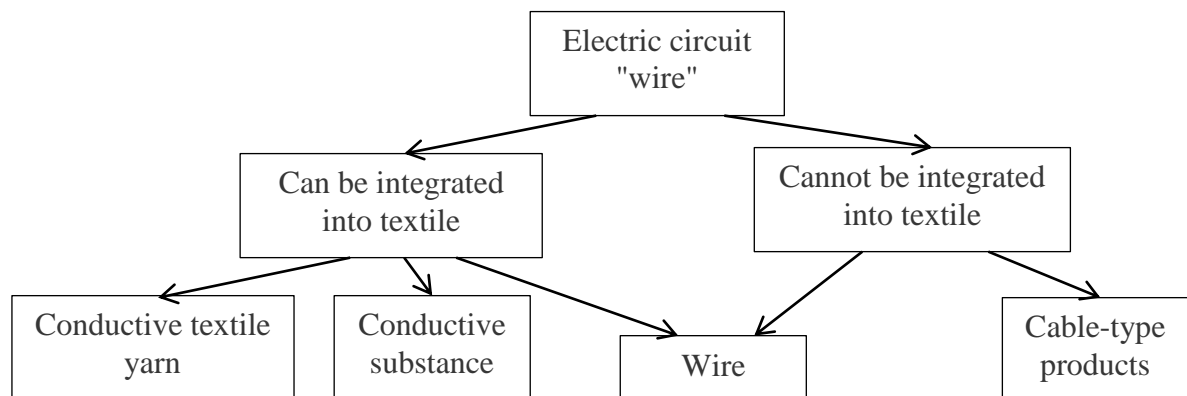 Electric circuit
"wire"
Can be integrated
into textile
Cannot be integrated
into textile
Conductive textile
yarn
Conductive
substance
Wire
Cable-type
products